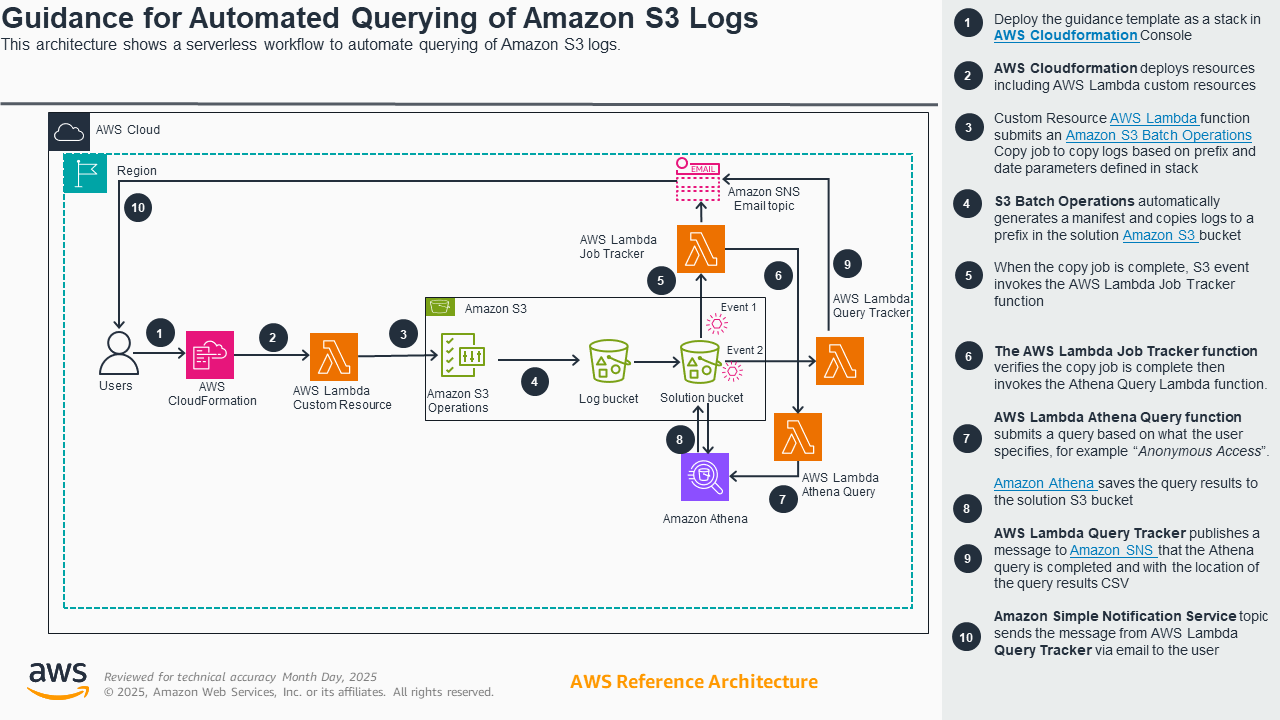 Guidance for Automated Querying of Amazon S3 Logs
This architecture shows a serverless workflow to automate querying of Amazon S3 logs.
AWS Cloud
Region
10
EMAIL
Amazon SNS
Email topic
AWS Lambda
Job Tracker
5
6
9
AWS Lambda
Query Tracker
Amazon S3
Event 1
Event 2
1
2
3
4
Users
AWS
CloudFormation
AWS Lambda
Custom Resource
Amazon S3
Operations
Log bucket
Solution bucket
8
7
AWS Lambda
Athena Query
Amazon Athena
aws
Reviewed for technical accuracy Month Day, 2025
© 2025, Amazon Web Services, Inc. or its affiliates. All rights reserved.
AWS Reference Architecture
1
Deploy the guidance template as a stack in
AWS Cloudformation Console
2
AWS Cloudformation deploys resources
including AWS Lambda custom resources
3
Custom Resource AWS Lambda function
submits an Amazon S3 Batch Operations
Copy job to copy logs based on prefix and
date parameters defined in stack
4
S3 Batch Operations automatically
generates a manifest and copies logs to a
prefix in the solution Amazon S3 bucket
5
When the copy job is complete, S3 event
invokes the AWS Lambda Job Tracker
function
6
The AWS Lambda Job Tracker function
verifies the copy job is complete then
invokes the Athena Query Lambda function.
7
AWS Lambda Athena Query function
submits a query based on what the user
specifies, for example “Anonymous Access”.
8
Amazon Athena saves the query results to
the solution S3 bucket
9
AWS Lambda Query Tracker publishes a
message to Amazon SNS that the Athena
query is completed and with the location of
the query results CSV
10
Amazon Simple Notification Service topic
sends the message from AWS Lambda
Query Tracker via email to the user